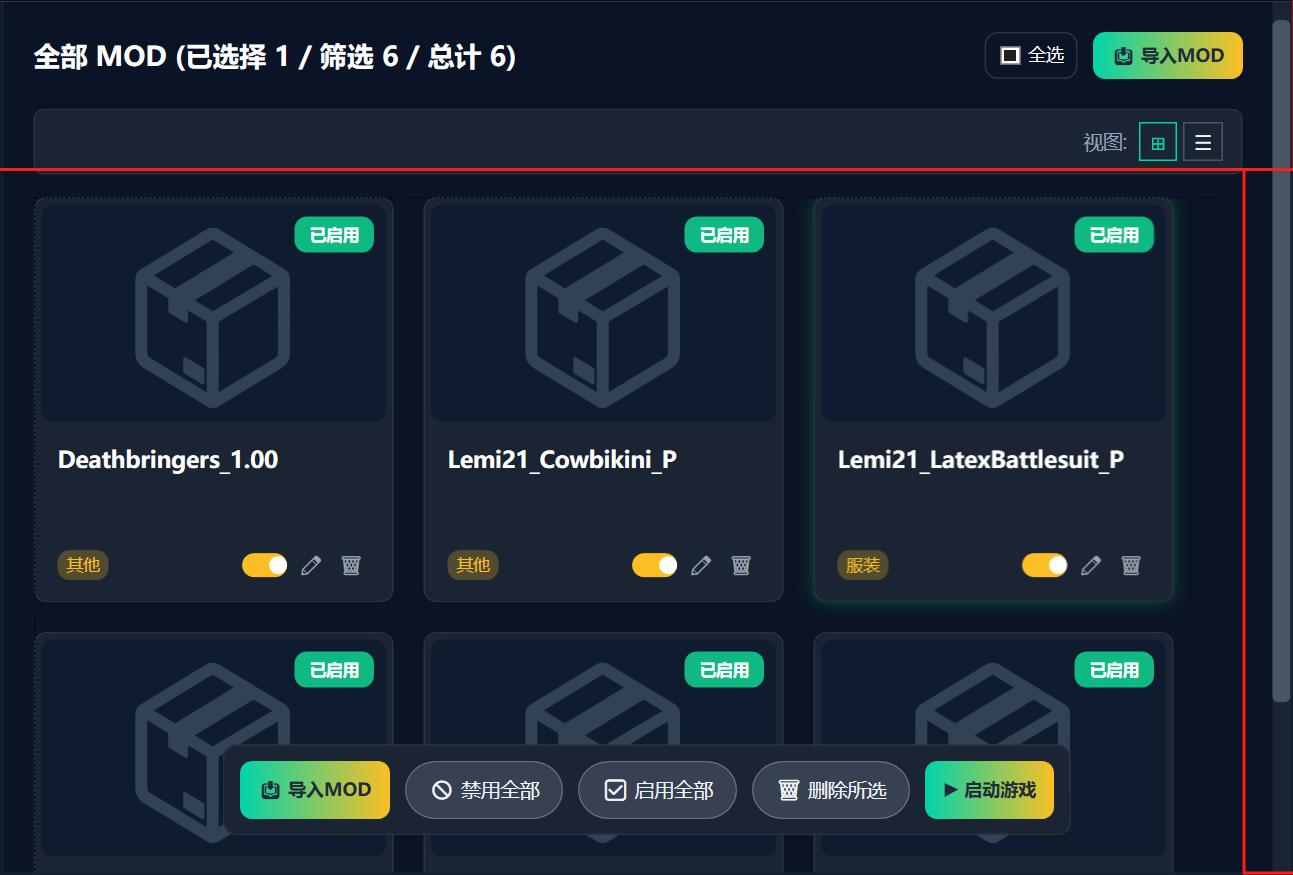 全部 MOD (已选择 1 / 筛选 6 / 总计 6)
全选
导入MOD
视图:
已启用
已启用
已启用
Deathbringers_1.00
Lemi21_Cowbikini_P
Lemi21_LatexBattlesuit_P
其他
其他
服装
已启用
已启用
已启用
导入MOD
禁用全部
启用全部
删除所选
启动游戏